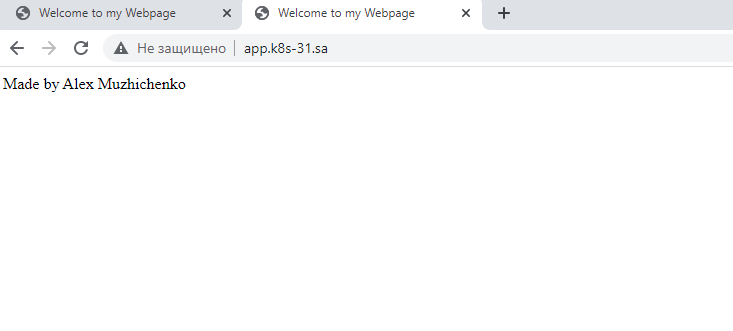 Welcome to my Webpage
Welcome to my Webpage
Не защищено
app.k8s-31.sa
Made by Alex Muzhichenko